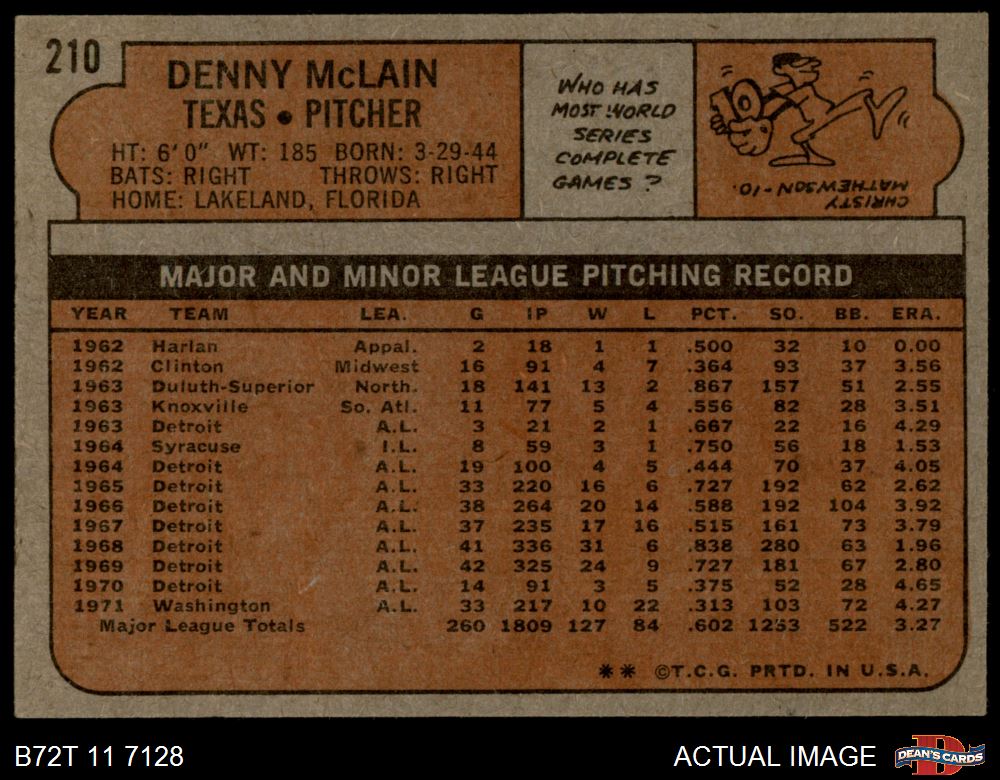 210
DENNY McLAIN
TEXAS • PITCHER
HT: 6'0" WT: 185 BORN: 3-29-44
BATS: RIGHT THROWS: RIGHT
HOME: LAKELAND, FLORIDA
WHO HAS
MOST WORLD
SERIES
COMPLETE
GAMES ?
10
CHRISTY
MATHEWSON - 10.
MAJOR AND MINOR LEAGUE PITCHING RECORD
YEAR TEAM LEA. G IP W L PCT. SO. BB. ERA.
1962 Harlan Appal. 2 18 1 1 .500 32 10 0.00
1962 Clinton Midwest 16 91 4 7 .364 93 37 3.56
1963 Duluth-Superior North. 18 141 13 2 .867 157 51 2.55
1963 Knoxville So. Atl. 11 77 5 4 .556 82 28 3.51
1963 Detroit A.L. 3 21 2 1 .667 22 16 4.29
1964 Syracuse I.L. 8 59 3 1 .750 56 18 1.53
1964 Detroit A.L. 19 100 4 5 .444 70 37 4.05
1965 Detroit A.L. 33 220 16 6 .727 192 62 2.62
1966 Detroit A.L. 38 264 20 14 .588 192 104 3.92
1967 Detroit A.L. 37 235 17 16 .515 161 73 3.79
1968 Detroit A.L. 41 336 31 6 .838 280 63 1.96
1969 Detroit A.L. 42 325 24 9 .727 181 67 2.80
1970 Detroit A.L. 14 91 3 5 .375 52 28 4.65
1971 Washington A.L. 33 217 10 22 .313 103 72 4.27
Major League Totals 260 1809 127 84 .602 1253 522 3.27
** ©T.C.G. PRTD. IN U.S.A.
B72T 11 7128
ACTUAL IMAGE
D
DEAN'S CARDS